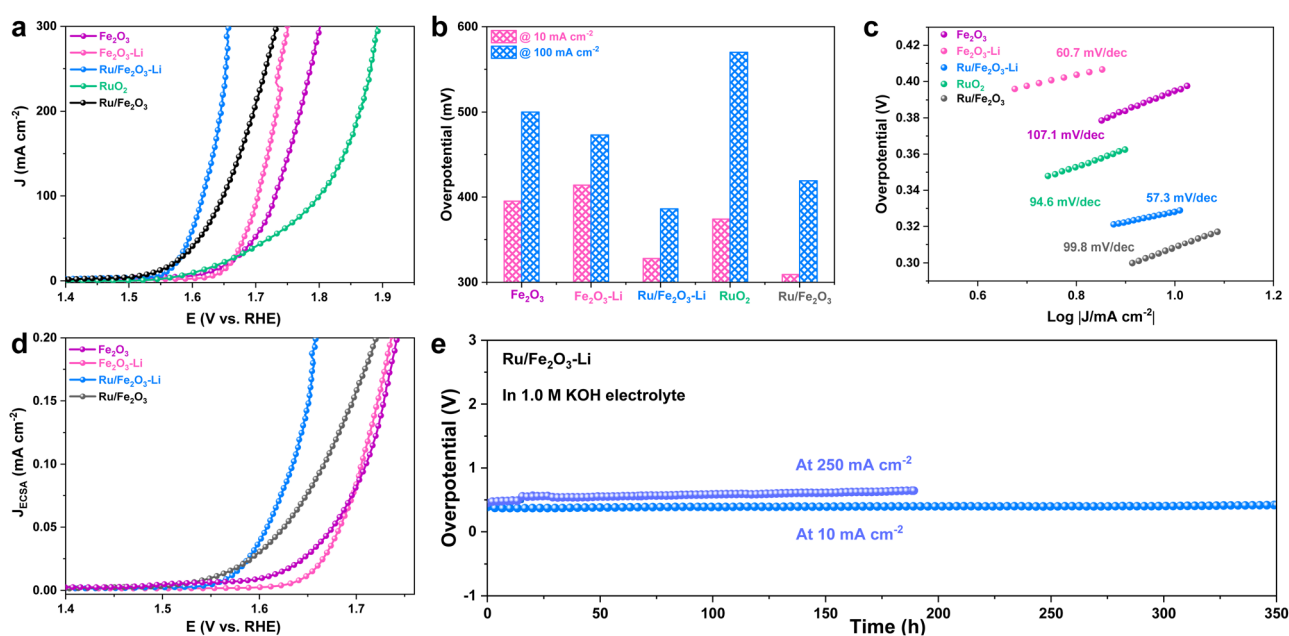 a
300
200
100
0
J (mA cm⁻²)
Fe₂O₃
Fe₂O₃-Li
Ru/Fe₂O₃-Li
RuO₂
Ru/Fe₂O₃
1.4 1.5 1.6 1.7 1.8 1.9
E (V vs. RHE)
b
@ 10 mA cm⁻²
@ 100 mA cm⁻²
600
500
400
300
Overpotential (mV)
Fe₂O₃ Fe₂O₃-Li Ru/Fe₂O₃-Li RuO₂ Ru/Fe₂O₃
c
Fe₂O₃
Fe₂O₃-Li
Ru/Fe₂O₃-Li
RuO₂
Ru/Fe₂O₃
0.42
0.40
0.38
0.36
0.34
0.32
0.30
Overpotential (V)
60.7 mV/dec
107.1 mV/dec
94.6 mV/dec
57.3 mV/dec
99.8 mV/dec
0.6 0.8 1.0 1.2
Log |J/mA cm⁻²|
d
0.20
0.15
0.10
0.05
0.00
J_ECSA (mA cm⁻²)
Fe₂O₃
Fe₂O₃-Li
Ru/Fe₂O₃-Li
Ru/Fe₂O₃
1.4 1.5 1.6 1.7
E (V vs. RHE)
e
3
2
1
0
-1
Overpotential (V)
Ru/Fe₂O₃-Li
In 1.0 M KOH electrolyte
At 250 mA cm⁻²
At 10 mA cm⁻²
0 50 100 150 200 250 300 350
Time (h)